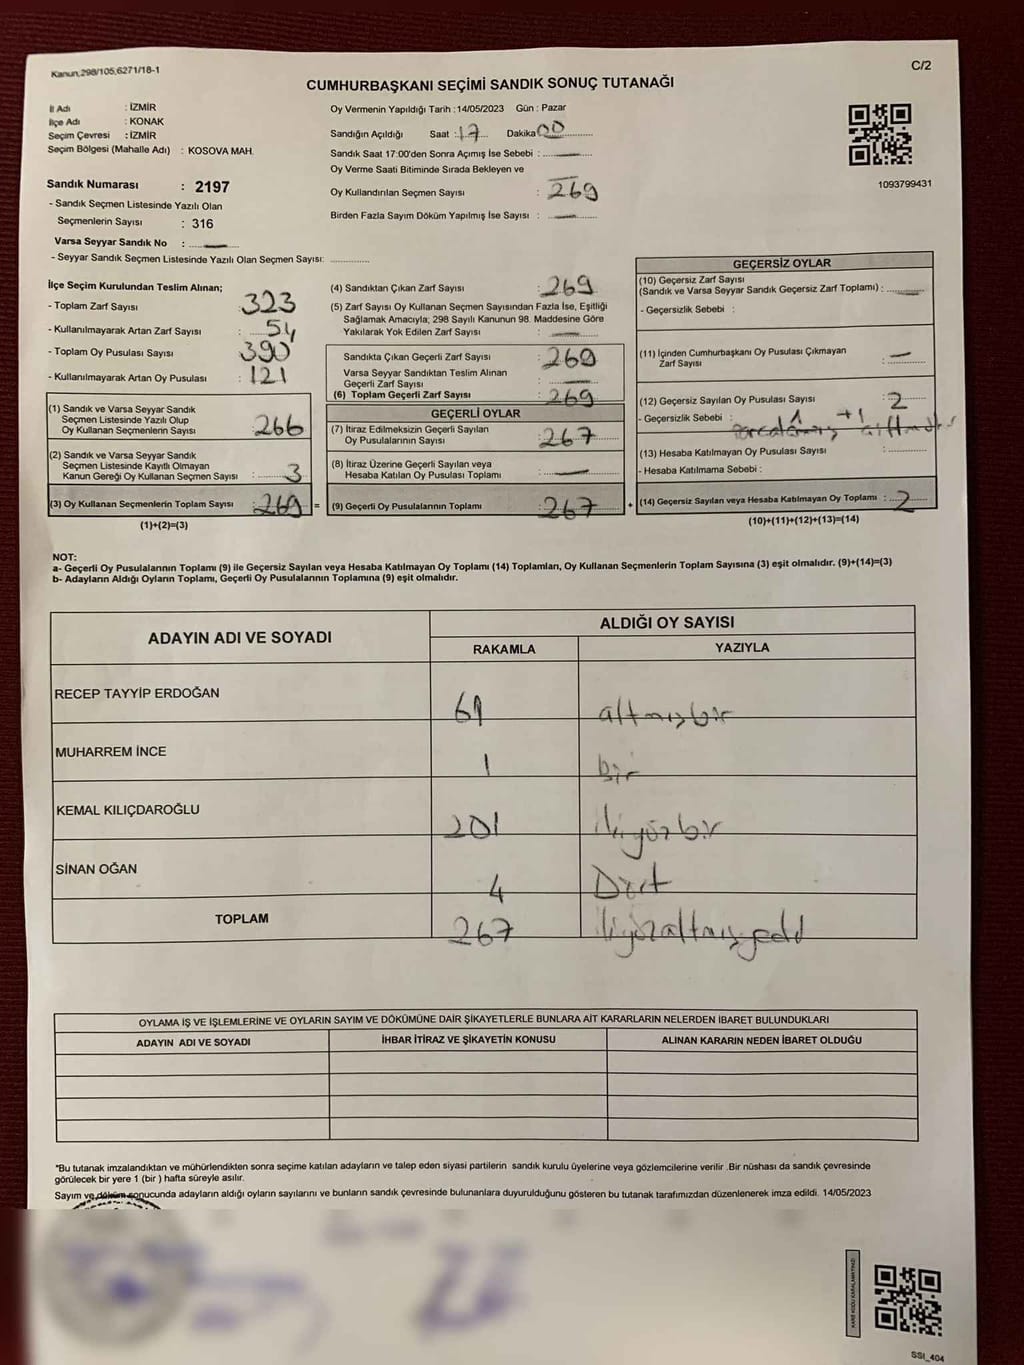 Kanun;298/105;6271/18-1
C/2
CUMHURBAŞKANI SEÇİMİ SANDIK SONUÇ TUTANAĞI
İl Adı : İZMİR
İlçe Adı : KONAK
Seçim Çevresi : İZMİR
Seçim Bölgesi (Mahalle Adı) : KOSOVA MAH.
Sandık Numarası : 2197
- Sandık Seçmen Listesinde Yazılı Olan
Seçmenlerin Sayısı : 316
Varsa Seyyar Sandık No :
- Seyyar Sandık Seçmen Listesinde Yazılı Olan Seçmen Sayısı:
Oy Vermenin Yapıldığı Tarih :14/05/2023 Gün : Pazar
Sandığın Açıldığı Saat : 17 Dakika 00
Sandık Saat 17:00'den Sonra Açımış İse Sebebi :
Oy Verme Saati Bitiminde Sırada Bekleyen ve
Oy Kullandırılan Seçmen Sayısı : 269
Birden Fazla Sayım Döküm Yapılmış İse Sayısı :
1093799431
İlçe Seçim Kurulundan Teslim Alınan;
- Toplam Zarf Sayısı 323
- Kullanılmayarak Artan Zarf Sayısı : 54
- Toplam Oy Pusulası Sayısı : 390
- Kullanılmayarak Artan Oy Pusulası : 121
(1) Sandık ve Varsa Seyyar Sandık
Seçmen Listesinde Yazılı Olup
Oy Kullanan Seçmenlerin Sayısı : 266
(2) Sandık ve Varsa Seyyar Sandık
Seçmen Listesinde Kayıtlı Olmayan
Kanun Gereği Oy Kullanan Seçmen Sayısı : 3
(3) Oy Kullanan Seçmenlerin Toplam Sayısı : 269 =
(1)+(2)=(3)
(4) Sandıktan Çıkan Zarf Sayısı : 269
(5) Zarf Sayısı Oy Kullanan Seçmen Sayısından Fazla İse, Eşitliği
Sağlamak Amacıyla; 298 Sayılı Kanunun 98. Maddesine Göre
Yakılarak Yok Edilen Zarf Sayısı :
Sandıkta Çıkan Geçerli Zarf Sayısı : 269
Varsa Seyyar Sandıktan Teslim Alınan
Geçerli Zarf Sayısı :
(6) Toplam Geçerli Zarf Sayısı : 269
GEÇERLİ OYLAR
(7) İtiraz Edilmeksizin Geçerli Sayılan
Oy Pusulalarının Sayısı : 267
(8) İtiraz Üzerine Geçerli Sayılan veya
Hesaba Katılan Oy Pusulası Toplamı :
(9) Geçerli Oy Pusulalarının Toplamı : 267 +
GEÇERSİZ OYLAR
(10) Geçersiz Zarf Sayısı
(Sandık ve Varsa Seyyar Sandık Geçersiz Zarf Toplamı) :
- Geçersizlik Sebebi :
(11) İçinden Cumhurbaşkanı Oy Pusulası Çıkmayan
Zarf Sayısı :
(12) Geçersiz Sayılan Oy Pusulası Sayısı : 2
- Geçersizlik Sebebi : 1 +1
(13) Hesaba Katılmayan Oy Pusulası Sayısı :
- Hesaba Katılmama Sebebi :
(14) Geçersiz Sayılan veya Hesaba Katılmayan Oy Toplamı : 2
(10)+(11)+(12)+(13)=(14)
NOT:
a- Geçerli Oy Pusulalarının Toplamı (9) ile Geçersiz Sayılan veya Hesaba Katılmayan Oy Toplamı (14) Toplamları, Oy Kullanan Seçmenlerin Toplam Sayısına (3) eşit olmalıdır. (9)+(14)=(3)
b- Adayların Aldığı Oyların Toplamı, Geçerli Oy Pusulalarının Toplamına (9) eşit olmalıdır.
ADAYIN ADI VE SOYADI
ALDIĞI OY SAYISI
RAKAMLA YAZIYLA
RECEP TAYYİP ERDOĞAN 61 altmışbir
MUHARREM İNCE 1 bir
KEMAL KILIÇDAROĞLU 201 ikiyüzbir
SİNAN OĞAN 4 Dört
TOPLAM 267 ikiyüzaltmışyedi
OYLAMA İŞ VE İŞLEMLERİNE VE OYLARIN SAYIM VE DÖKÜMÜNE DAİR ŞİKAYETLERLE BUNLARA AİT KARARLARIN NELERDEN İBARET BULUNDUKLARI
ADAYIN ADI VE SOYADI İHBAR İTİRAZ VE ŞİKAYETİN KONUSU ALINAN KARARIN NEDEN İBARET OLDUĞU
*Bu tutanak imzalandıktan ve mühürlendikten sonra seçime katılan adayların ve talep eden siyasi partilerin sandık kurulu üyelerine veya gözlemcilerine verilir .Bir nüshası da sandık çevresinde
görülecek bir yere 1 (bir ) hafta süreyle asılır.
Sayım ve döküm sonucunda adayların aldığı oyların sayılarını ve bunların sandık çevresinde bulunanlara duyurulduğunu gösteren bu tutanak tarafımızdan düzenlenerek imza edildi. 14/05/2023
KARE KODU KARALAMAYINIZ!
SSI_404